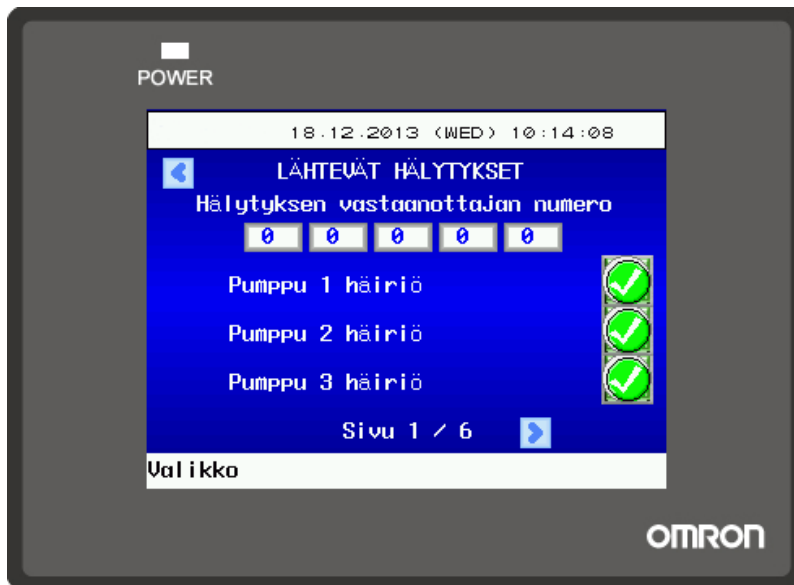 POWER
18.12.2013 (WED) 10:14:08
LÄHTEVÄT HÄLYTYKSET
Hälytyksen vastaanottajan numero
0 0 0 0 0
Pumppu 1 häiriö
Pumppu 2 häiriö
Pumppu 3 häiriö
Sivu 1 / 6
Valikko
OMRON